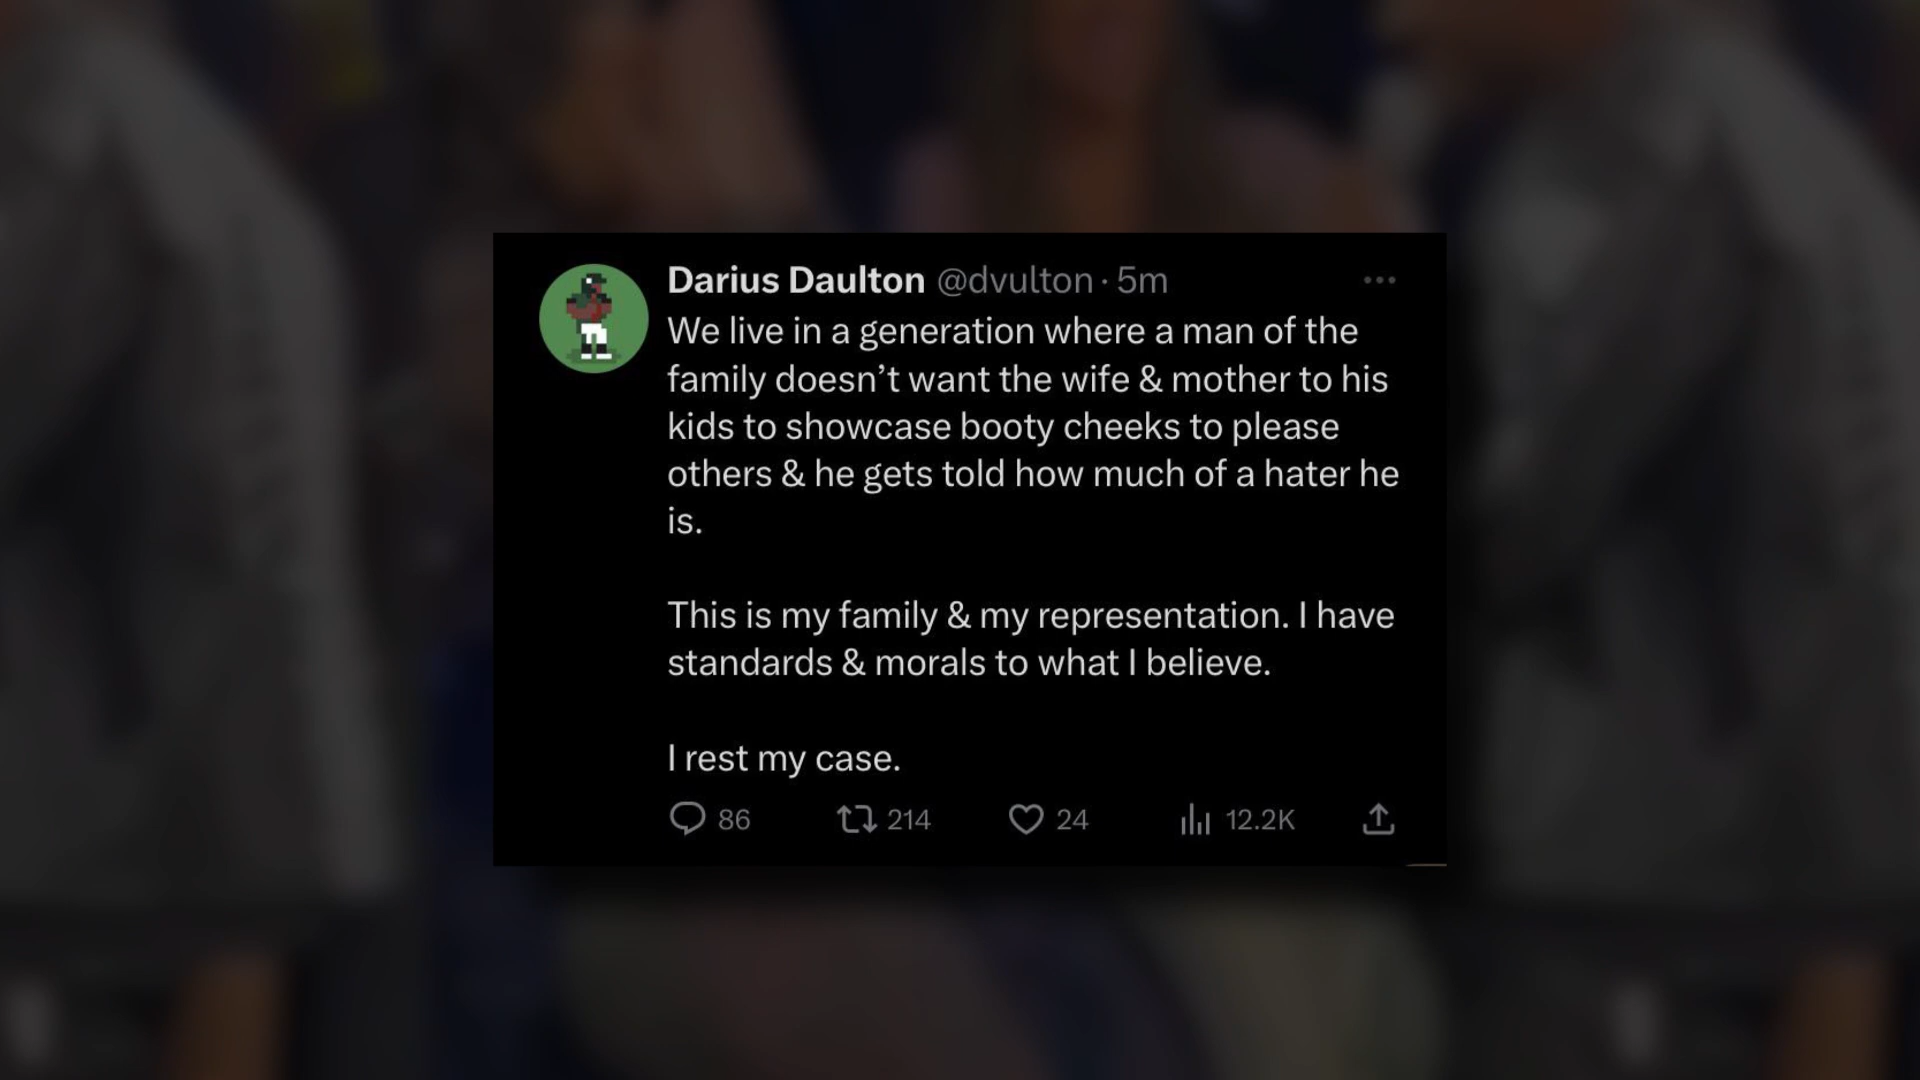 Darius Daulton @dvulton · 5m
We live in a generation where a man of the
family doesn’t want the wife & mother to his
kids to showcase booty cheeks to please
others & he gets told how much of a hater he
is.
This is my family & my representation. I have
standards & morals to what I believe.
I rest my case.
86 214 24 12.2K